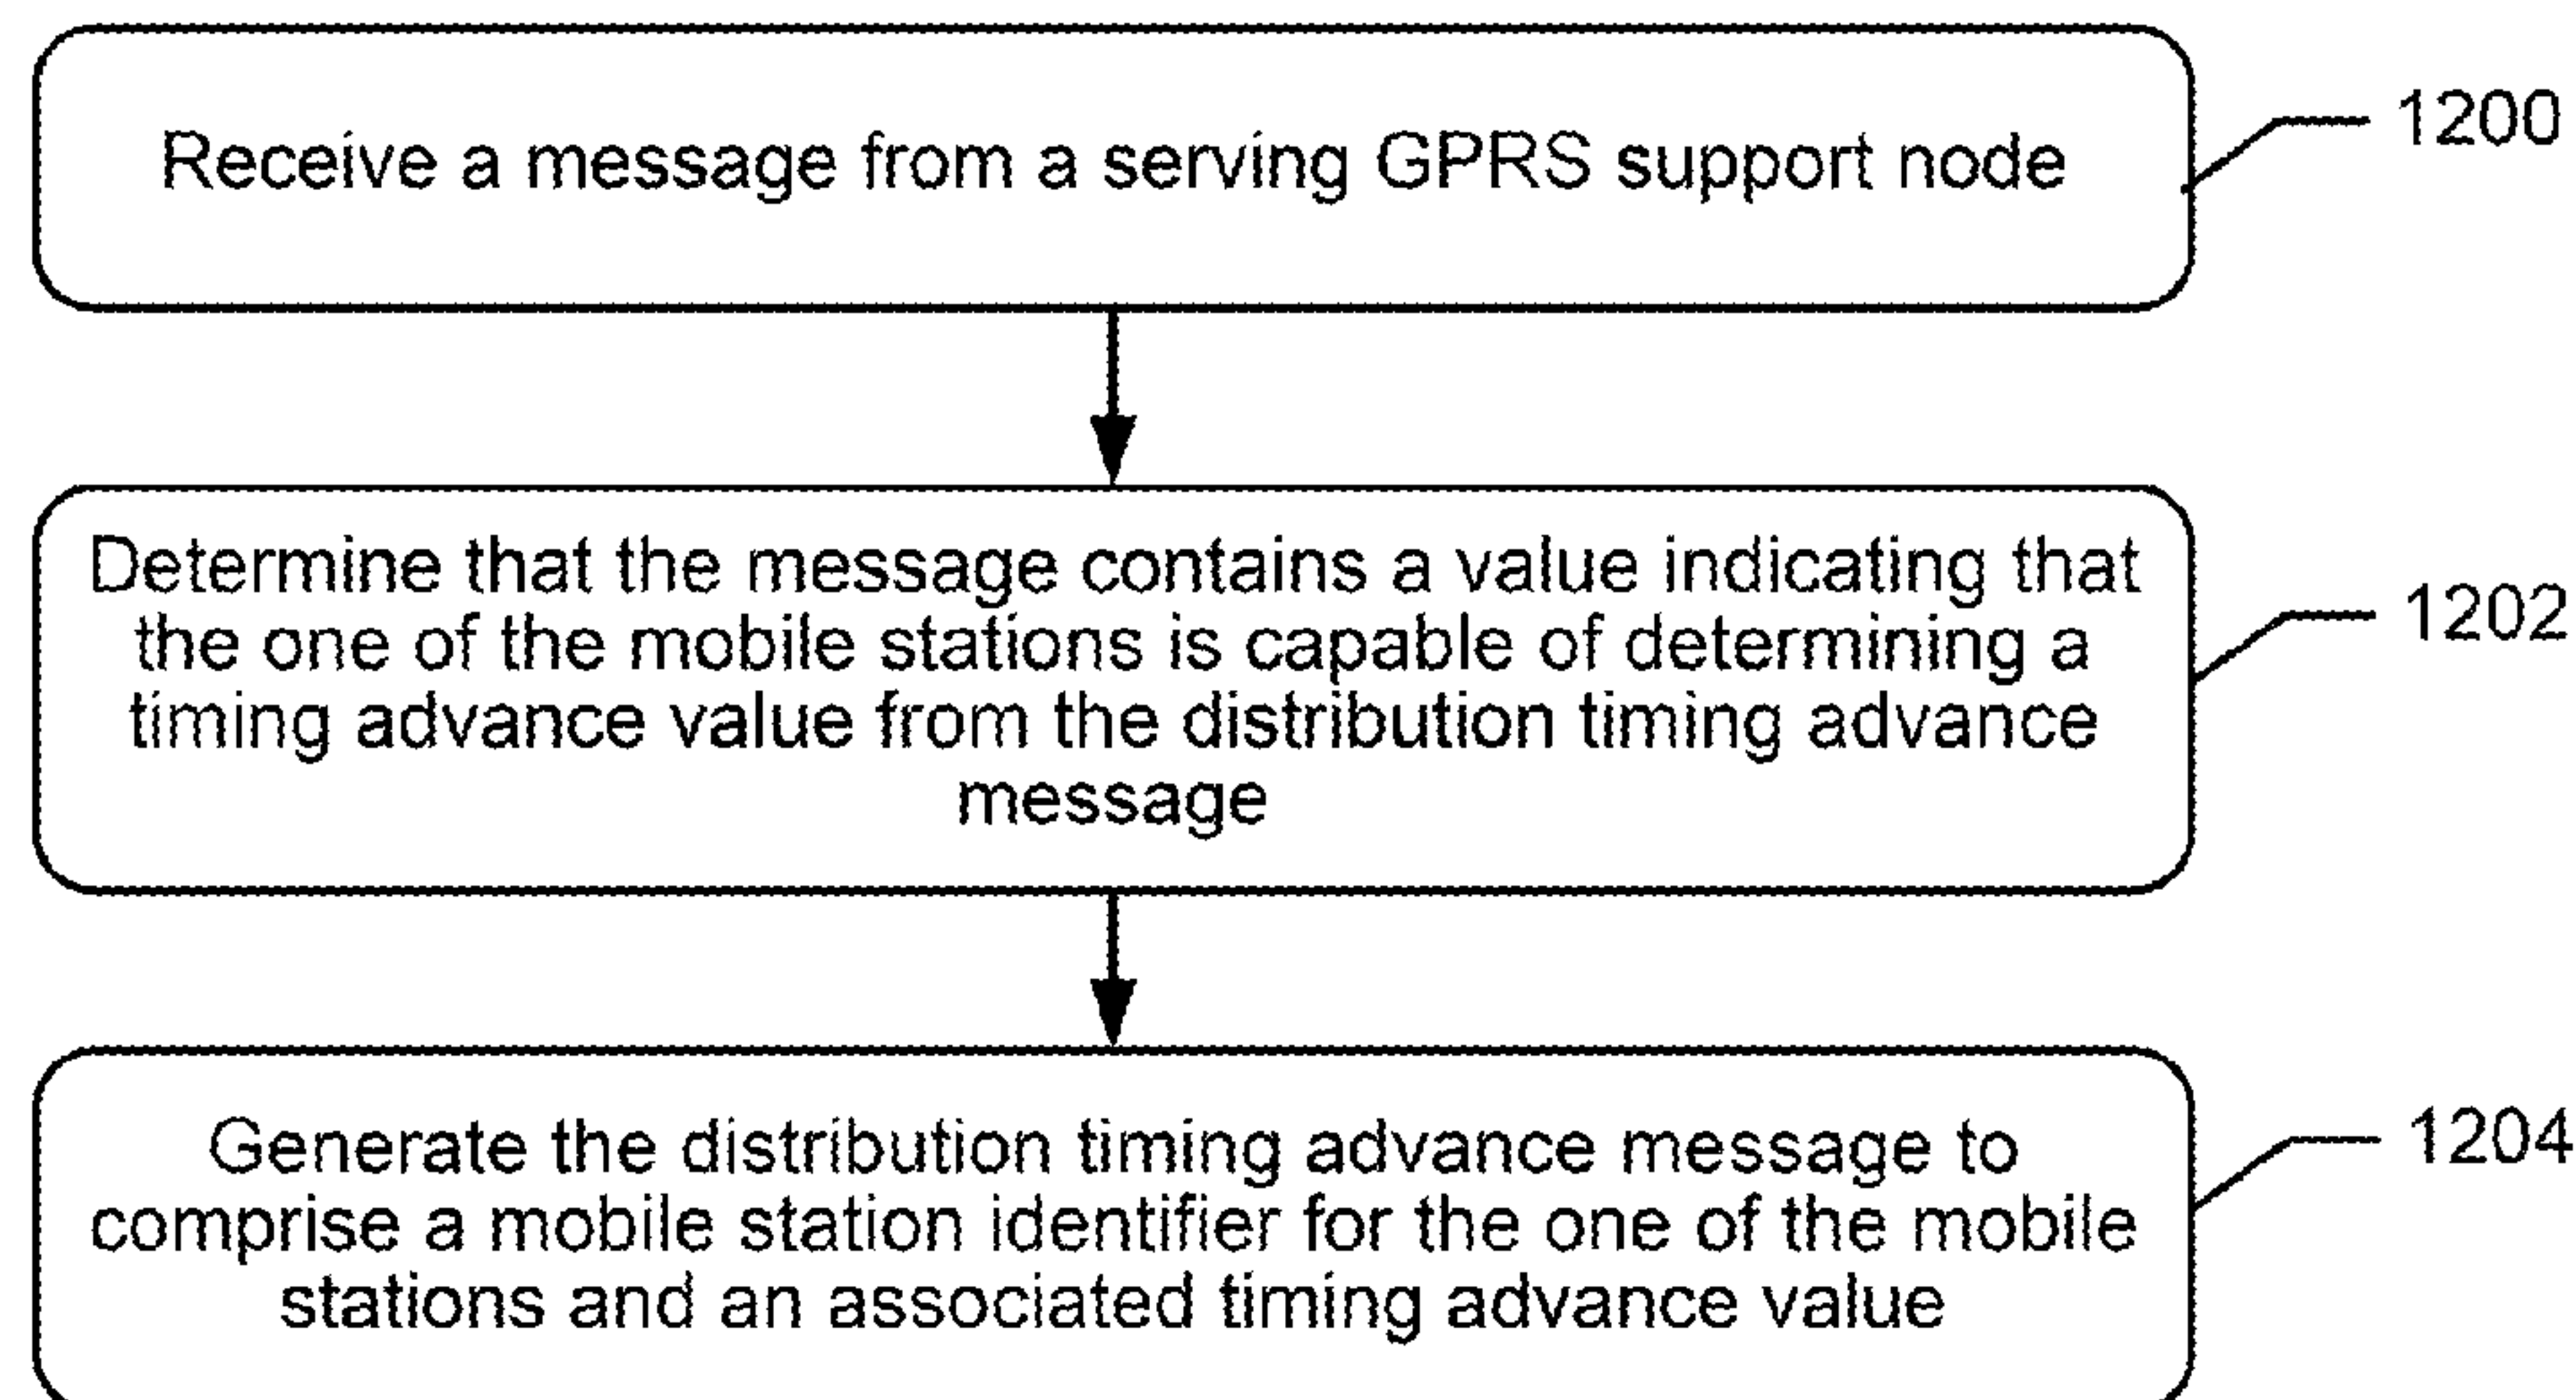 Receive a message from a serving GPRS support node
1200
Determine that the message contains a value indicating that
the one of the mobile stations is capable of determining a
timing advance value from the distribution timing advance
message
1202
Generate the distribution timing advance message to
comprise a mobile station identifier for the one of the mobile
stations and an associated timing advance value
1204